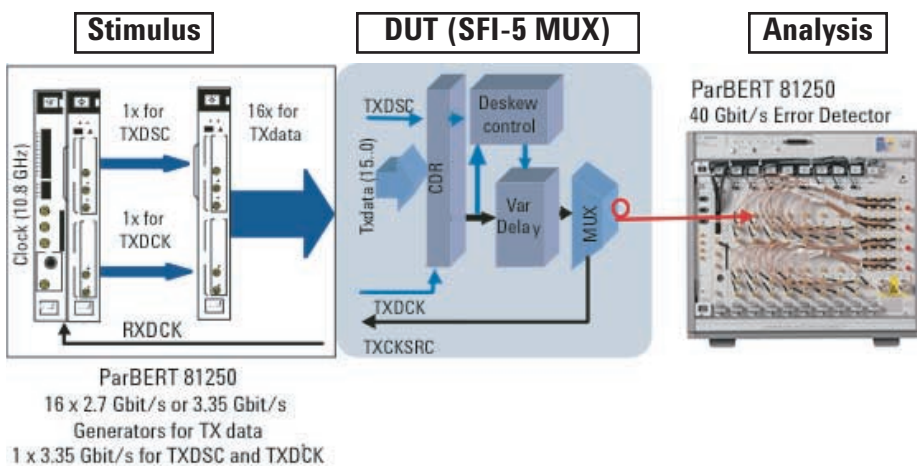 Stimulus
DUT (SFI-5 MUX)
Analysis
Clock (10.8 GHz)
1x for
TXDSC
16x for
TXdata
1x for
TXDCK
RXDCK
TXDSC
Txdata (15..0)
CDR
Deskew
control
Var
Delay
MUX
TXDCK
TXCKSRC
ParBERT 81250
40 Gbit/s Error Detector
ParBERT 81250
16 x 2.7 Gbit/s or 3.35 Gbit/s
Generators for TX data
1 x 3.35 Gbit/s for TXDSC and TXDCK